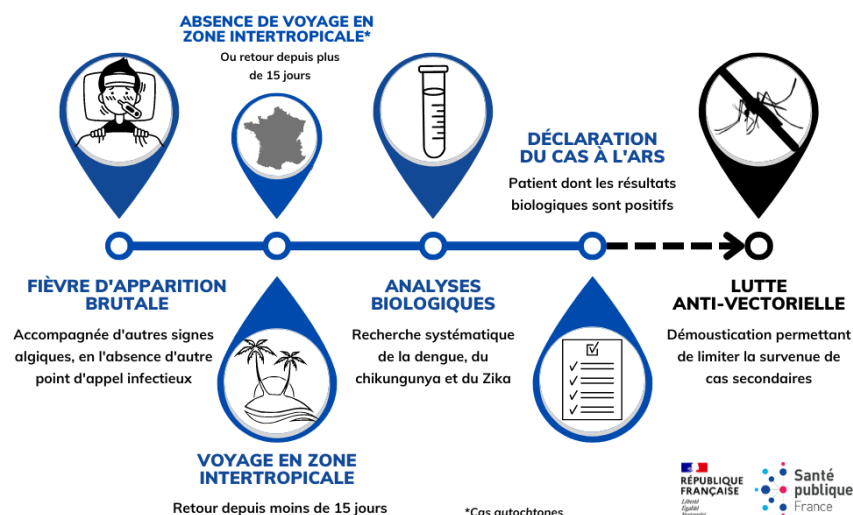 ABSENCE DE VOYAGE EN
ZONE INTERTROPICALE*
Ou retour depuis plus
de 15 jours
DÉCLARATION
DU CAS À L'ARS
Patient dont les résultats
biologiques sont positifs
FIÈVRE D'APPARITION
BRUTALE
Accompagnée d'autres signes
algiques, en l'absence d'autre
point d'appel infectieux
ANALYSES
BIOLOGIQUES
Recherche systématique
de la dengue, du
chikungunya et du Zika
LUTTE
ANTI-VECTORIELLE
Démoustication permettant
de limiter la survenue de
cas secondaires
VOYAGE EN ZONE
INTERTROPICALE
Retour depuis moins de 15 jours
*Cas autochtones
RÉPUBLIQUE
FRANÇAISE
Liberté
Égalité
Santé
publique
France